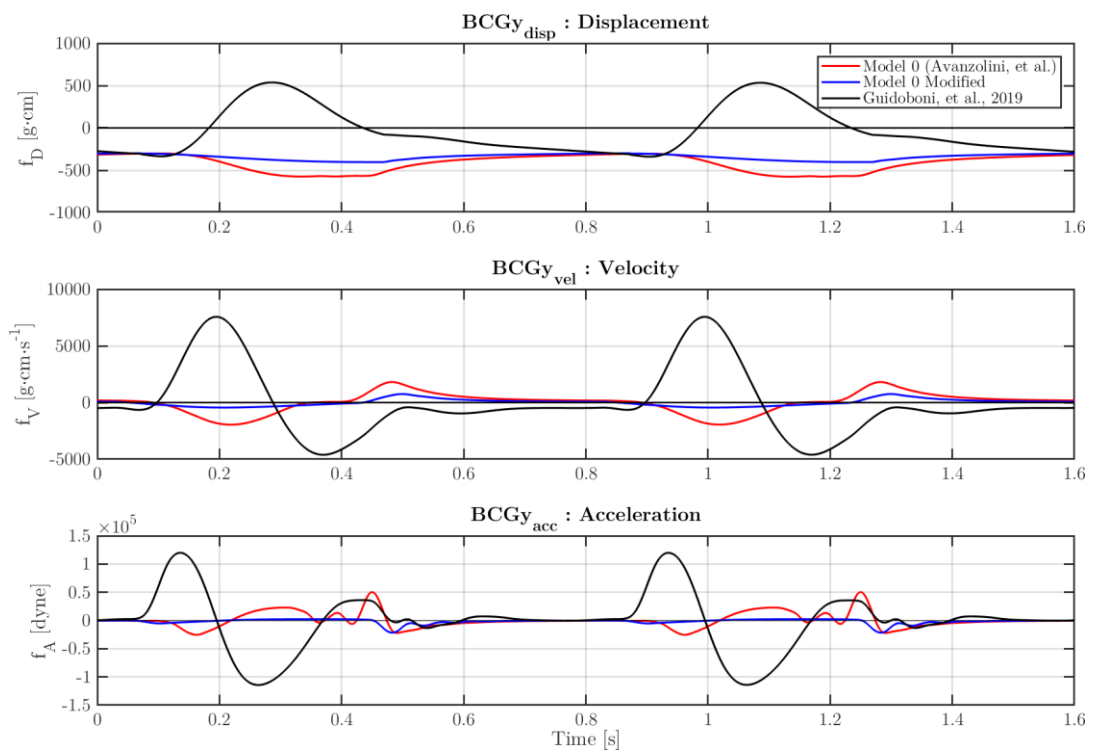 BCGy_disp : Displacement
f_D [g·cm]
1000
500
0
-500
-1000
Model 0 (Avanzolini, et al.)
Model 0 Modified
Guidoboni, et al., 2019
0 0.2 0.4 0.6 0.8 1 1.2 1.4 1.6
BCGy_vel : Velocity
f_V [g·cm·s^-1]
10000
5000
0
-5000
0 0.2 0.4 0.6 0.8 1 1.2 1.4 1.6
BCGy_acc : Acceleration
×10^5
f_A [dyne]
1.5
1
0.5
0
-0.5
-1
-1.5
0 0.2 0.4 0.6 0.8 1 1.2 1.4 1.6
Time [s]